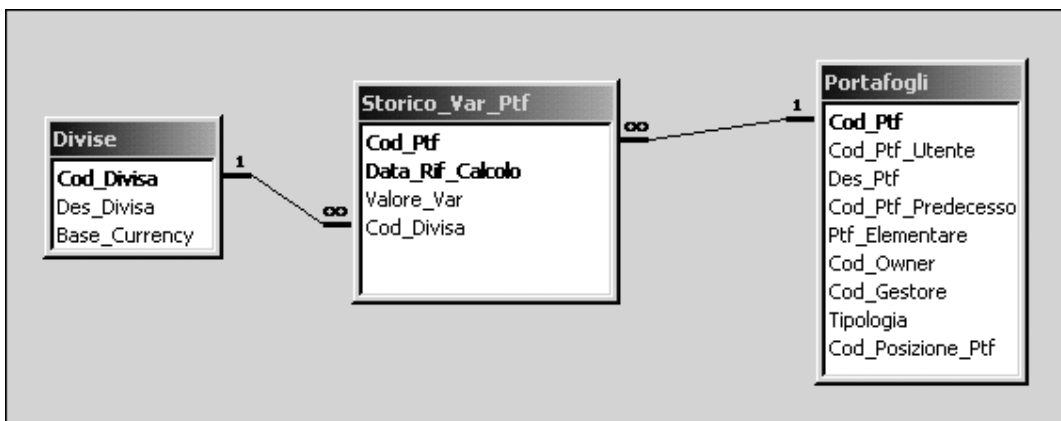 Divise
Cod_Divisa
Des_Divisa
Base_Currency
1
∞
Storico_Var_Ptf
Cod_Ptf
Data_Rif_Calcolo
Valore_Var
Cod_Divisa
∞
1
Portafogli
Cod_Ptf
Cod_Ptf_Utente
Des_Ptf
Cod_Ptf_Predecesso
Ptf_Elementare
Cod_Owner
Cod_Gestore
Tipologia
Cod_Posizione_Ptf